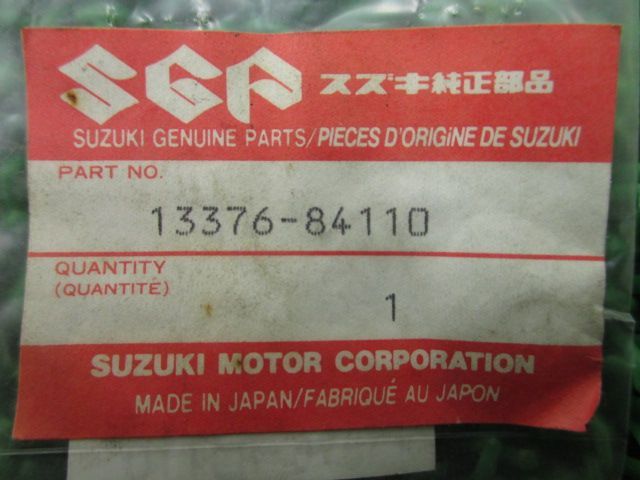 SGP スズキ純正部品
SUZUKI GENUINE PARTS/PIECES D'ORIGINE DE SUZUKI
PART NO.
13376-84110
QUANTITY
(QUANTITÉ)
1
SUZUKI MOTOR CORPORATION
MADE IN JAPAN/FABRIQUÉ AU JAPON